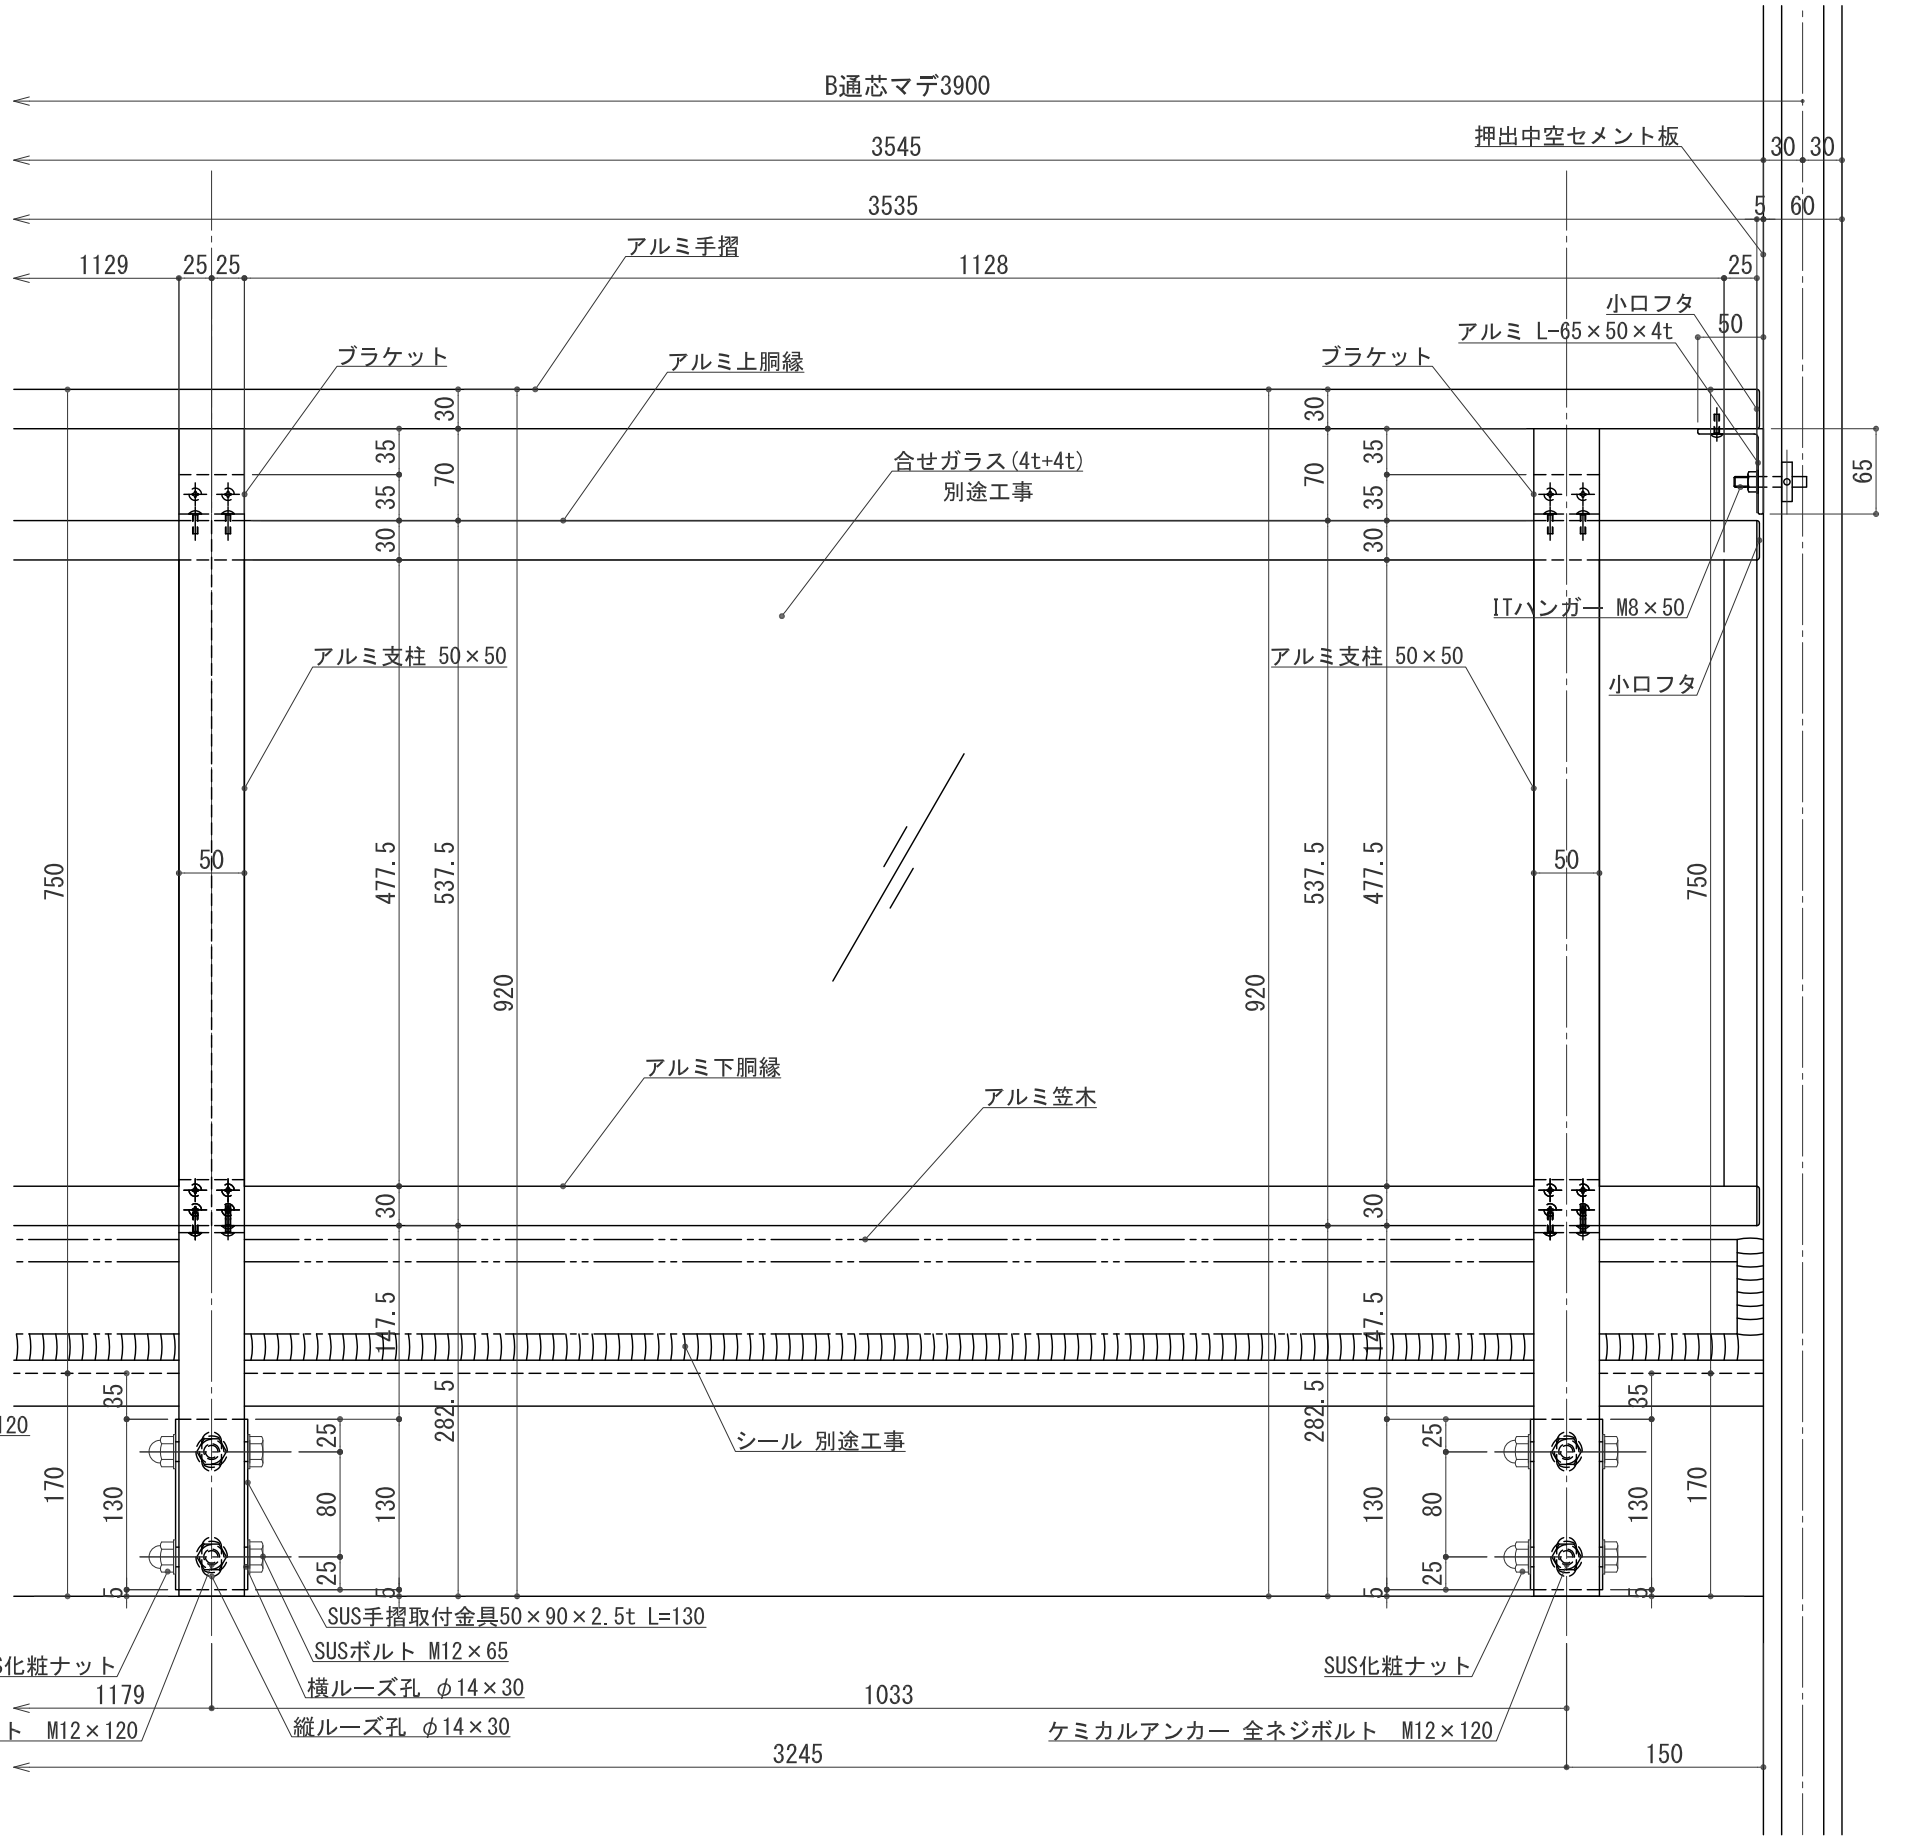 B通芯マデ3900
押出中空セメント板
3545
30
30
3535
5
60
アルミ手摺
1129
25
25
1128
25
小口フタ
アルミ L-65×50×4t
50
ブラケット
アルミ上胴縁
ブラケット
30
35
70
35
30
30
35
70
35
30
合せガラス(4t+4t)
別途工事
65
ITハンガー M8×50
アルミ支柱 50×50
アルミ支柱 50×50
小口フタ
750
50
477.5
537.5
920
920
537.5
477.5
50
750
アルミ下胴縁
アルミ笠木
30
30
147.5
147.5
35
282.5
282.5
35
120
25
シール 別途工事
25
170
130
80
130
130
80
130
170
25
25
5
5
5
5
SUS手摺取付金具50×90×2.5t L=130
SUSボルト M12×65
化粧ナット
SUS化粧ナット
横ルーズ孔 φ14×30
1179
1033
縦ルーズ孔 φ14×30
ト M12×120
ケミカルアンカー 全ネジボルト M12×120
3245
150